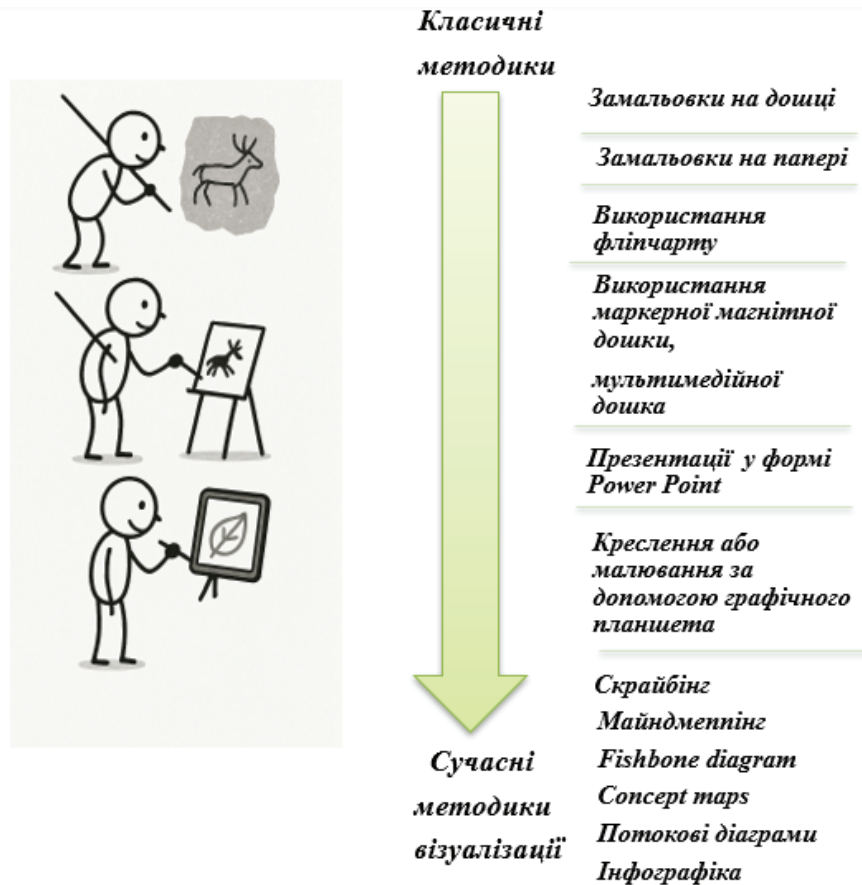 Класичні
методики
Замальовки на дошці
Замальовки на папері
Використання
фліпчарту
Використання
маркерної магнітної
дошки,
мультимедійної
дошка
Презентації у формі
Power Point
Креслення або
малювання за
допомогою графічного
планшета
Скрайбінг
Майндмеппінг
Fishbone diagram
Concept maps
Потокові діаграми
Інфографіка
Сучасні
методики
візуалізації